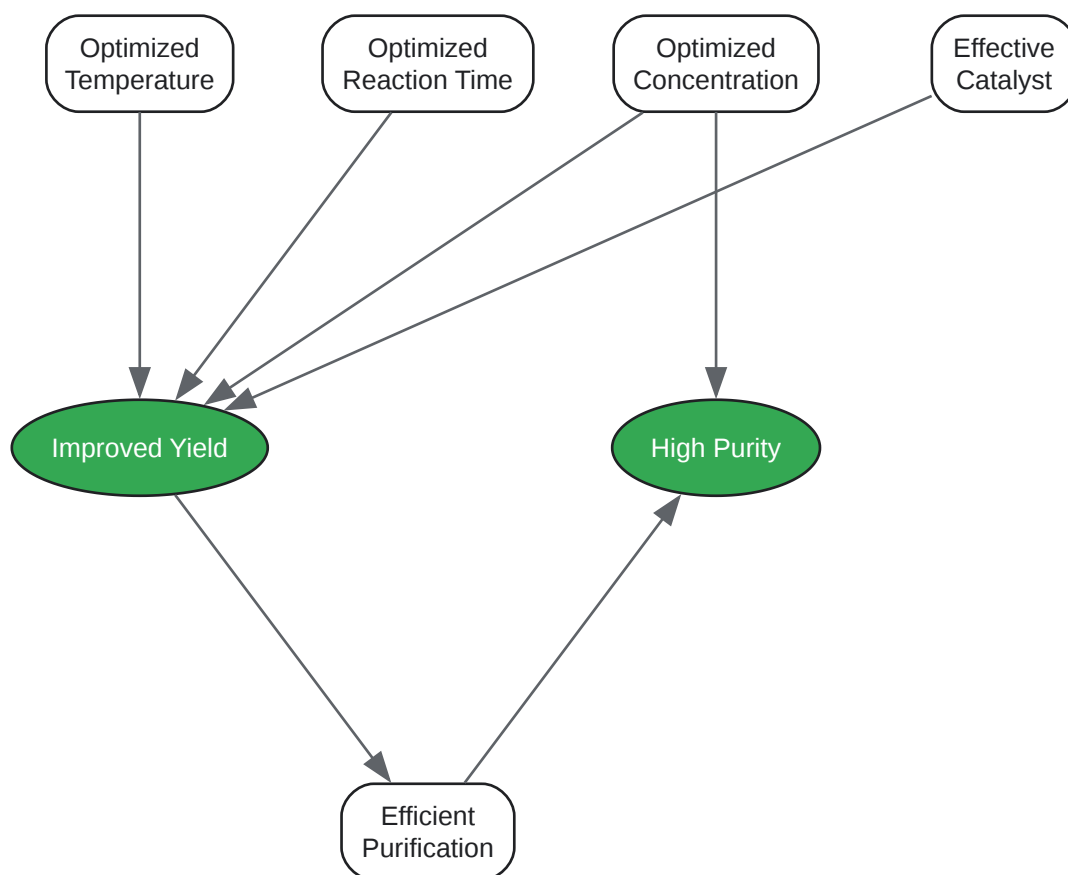 Optimized
Temperature
Optimized
Reaction Time
Optimized
Concentration
Effective
Catalyst
Improved Yield
High Purity
Efficient
Purification